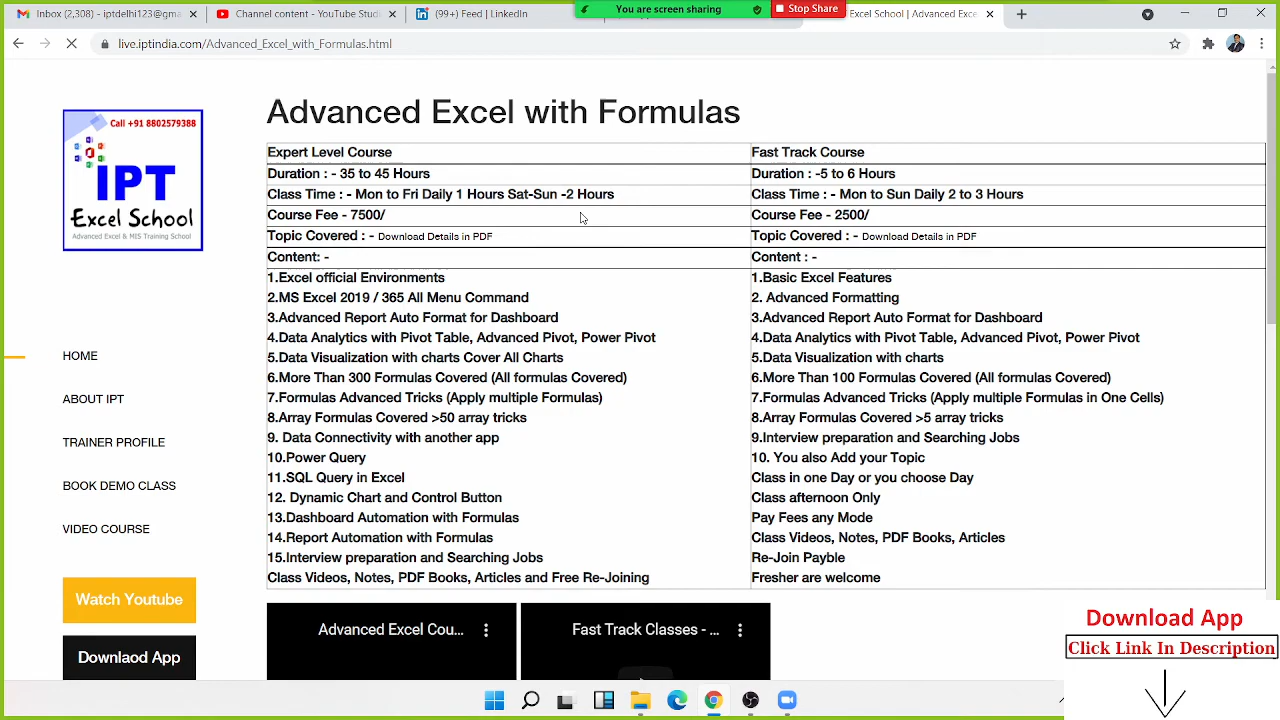 Inbox (2,308) - iptdelhi123@gma
Channel content - YouTube Studi
(99+) Feed | LinkedIn
You are screen sharing
Stop Share
Excel School | Advanced Exce
live.iptindia.com/Advanced_Excel_with_Formulas.html
Call +91 8802579388
IPT
Excel School
Advanced Excel & MIS Training School
HOME
ABOUT IPT
TRAINER PROFILE
BOOK DEMO CLASS
VIDEO COURSE
Watch Youtube
Downlaod App
Advanced Excel with Formulas
Expert Level Course
Duration : - 35 to 45 Hours
Class Time : - Mon to Fri Daily 1 Hours Sat-Sun -2 Hours
Course Fee - 7500/
Topic Covered : - Download Details in PDF
Content: -
1.Excel official Environments
2.MS Excel 2019 / 365 All Menu Command
3.Advanced Report Auto Format for Dashboard
4.Data Analytics with Pivot Table, Advanced Pivot, Power Pivot
5.Data Visualization with charts Cover All Charts
6.More Than 300 Formulas Covered (All formulas Covered)
7.Formulas Advanced Tricks (Apply multiple Formulas)
8.Array Formulas Covered >50 array tricks
9. Data Connectivity with another app
10.Power Query
11.SQL Query in Excel
12. Dynamic Chart and Control Button
13.Dashboard Automation with Formulas
14.Report Automation with Formulas
15.Interview preparation and Searching Jobs
Class Videos, Notes, PDF Books, Articles and Free Re-Joining
Fast Track Course
Duration : -5 to 6 Hours
Class Time : - Mon to Sun Daily 2 to 3 Hours
Course Fee - 2500/
Topic Covered : - Download Details in PDF
Content : -
1.Basic Excel Features
2. Advanced Formatting
3.Advanced Report Auto Format for Dashboard
4.Data Analytics with Pivot Table, Advanced Pivot, Power Pivot
5.Data Visualization with charts
6.More Than 100 Formulas Covered (All formulas Covered)
7.Formulas Advanced Tricks (Apply multiple Formulas in One Cells)
8.Array Formulas Covered >5 array tricks
9.Interview preparation and Searching Jobs
10. You also Add your Topic
Class in one Day or you choose Day
Class afternoon Only
Pay Fees any Mode
Class Videos, Notes, PDF Books, Articles
Re-Join Payble
Fresher are welcome
Advanced Excel Cou...
Fast Track Classes - ...
Download App
Click Link In Description